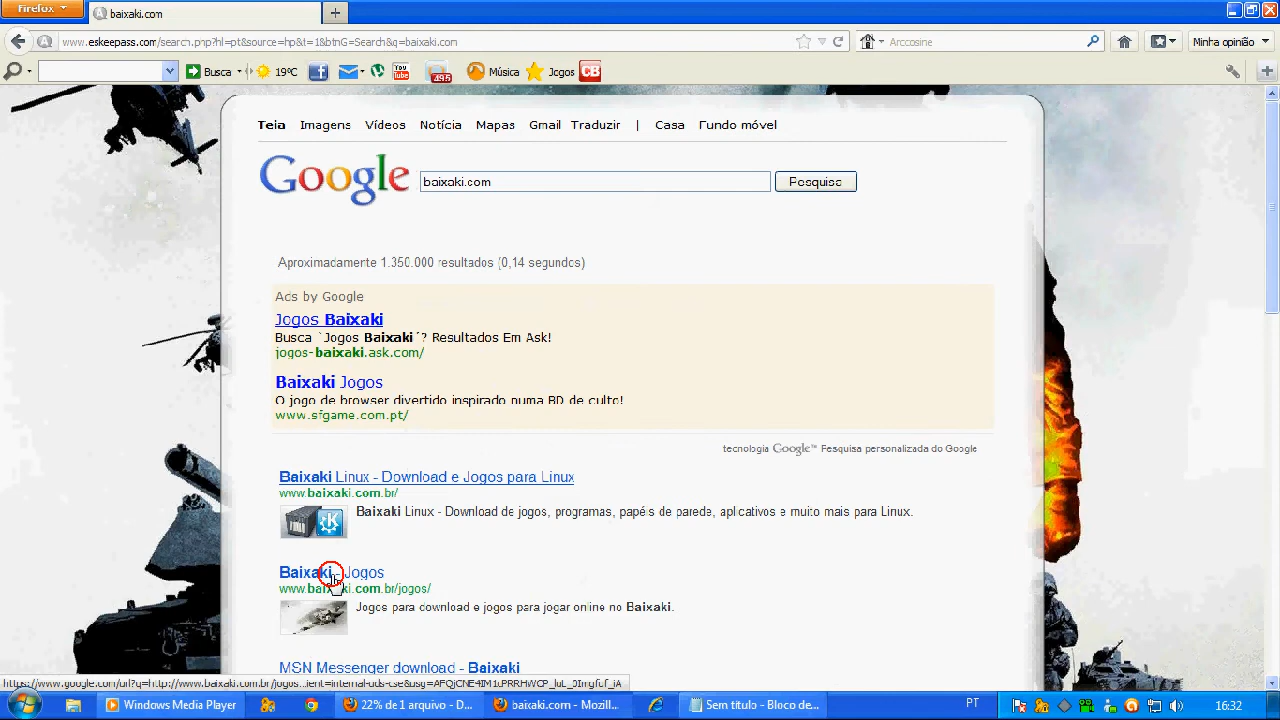 Firefox
baixaki.com
www.eskeepass.com/search.php?hl=pt&source=hp&t=1&btnG=Search&q=baixaki.com
Arccosine
Minha opinião
Busca
19ºC
You Tube
495
Música
Jogos
CB
Teia Imagens Vídeos Notícia Mapas Gmail Traduzir | Casa Fundo móvel
Google
baixaki.com
Pesquisa
Aproximadamente 1.350.000 resultados (0,14 segundos)
Ads by Google
Jogos Baixaki
Busca `Jogos Baixaki´? Resultados Em Ask!
jogos-baixaki.ask.com/
Baixaki Jogos
O jogo de browser divertido inspirado numa BD de culto!
www.sfgame.com.pt/
tecnologia Google™ Pesquisa personalizada do Google
Baixaki Linux - Download e Jogos para Linux
www.baixaki.com.br/
Baixaki Linux - Download de jogos, programas, papéis de parede, aplicativos e muito mais para Linux.
Baixaki - Jogos
www.baixaki.com.br/jogos/
Jogos para download e jogos para jogar online no Baixaki.
MSN Messenger download - Baixaki
Windows Media Player
22% de 1 arquivo - D...
baixaki.com - Mozill...
Sem título - Bloco de...
PT
16:32